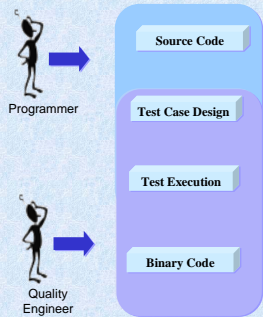 Source Code
Programmer
Test Case Design
Test Execution
Binary Code
Quality
Engineer